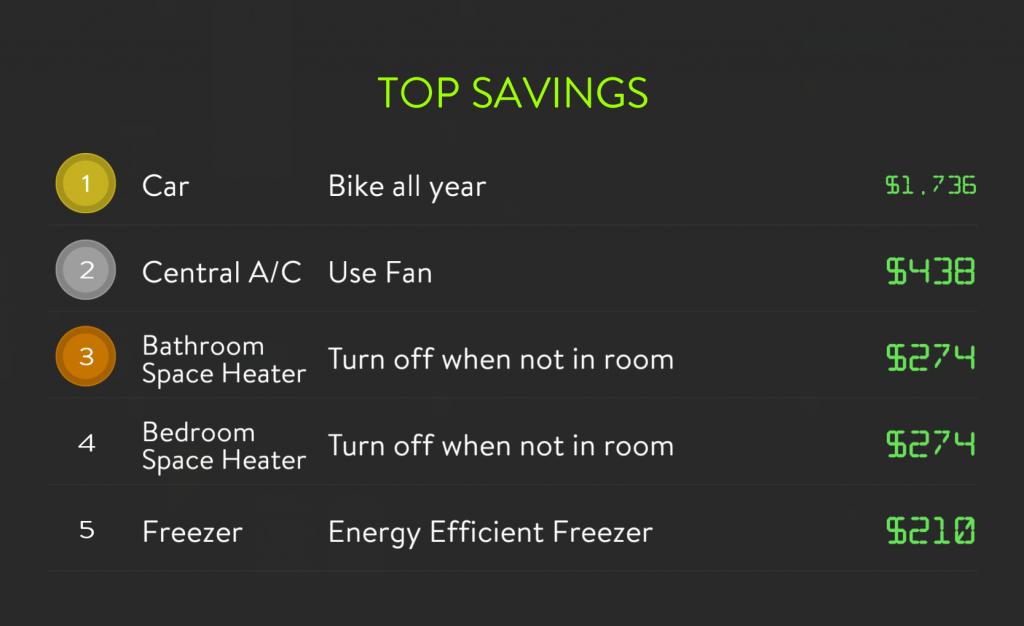 TOP SAVINGS
1 Car Bike all year $1,736
2 Central A/C Use Fan $438
3 Bathroom Space Heater Turn off when not in room $274
4 Bedroom Space Heater Turn off when not in room $274
5 Freezer Energy Efficient Freezer $210